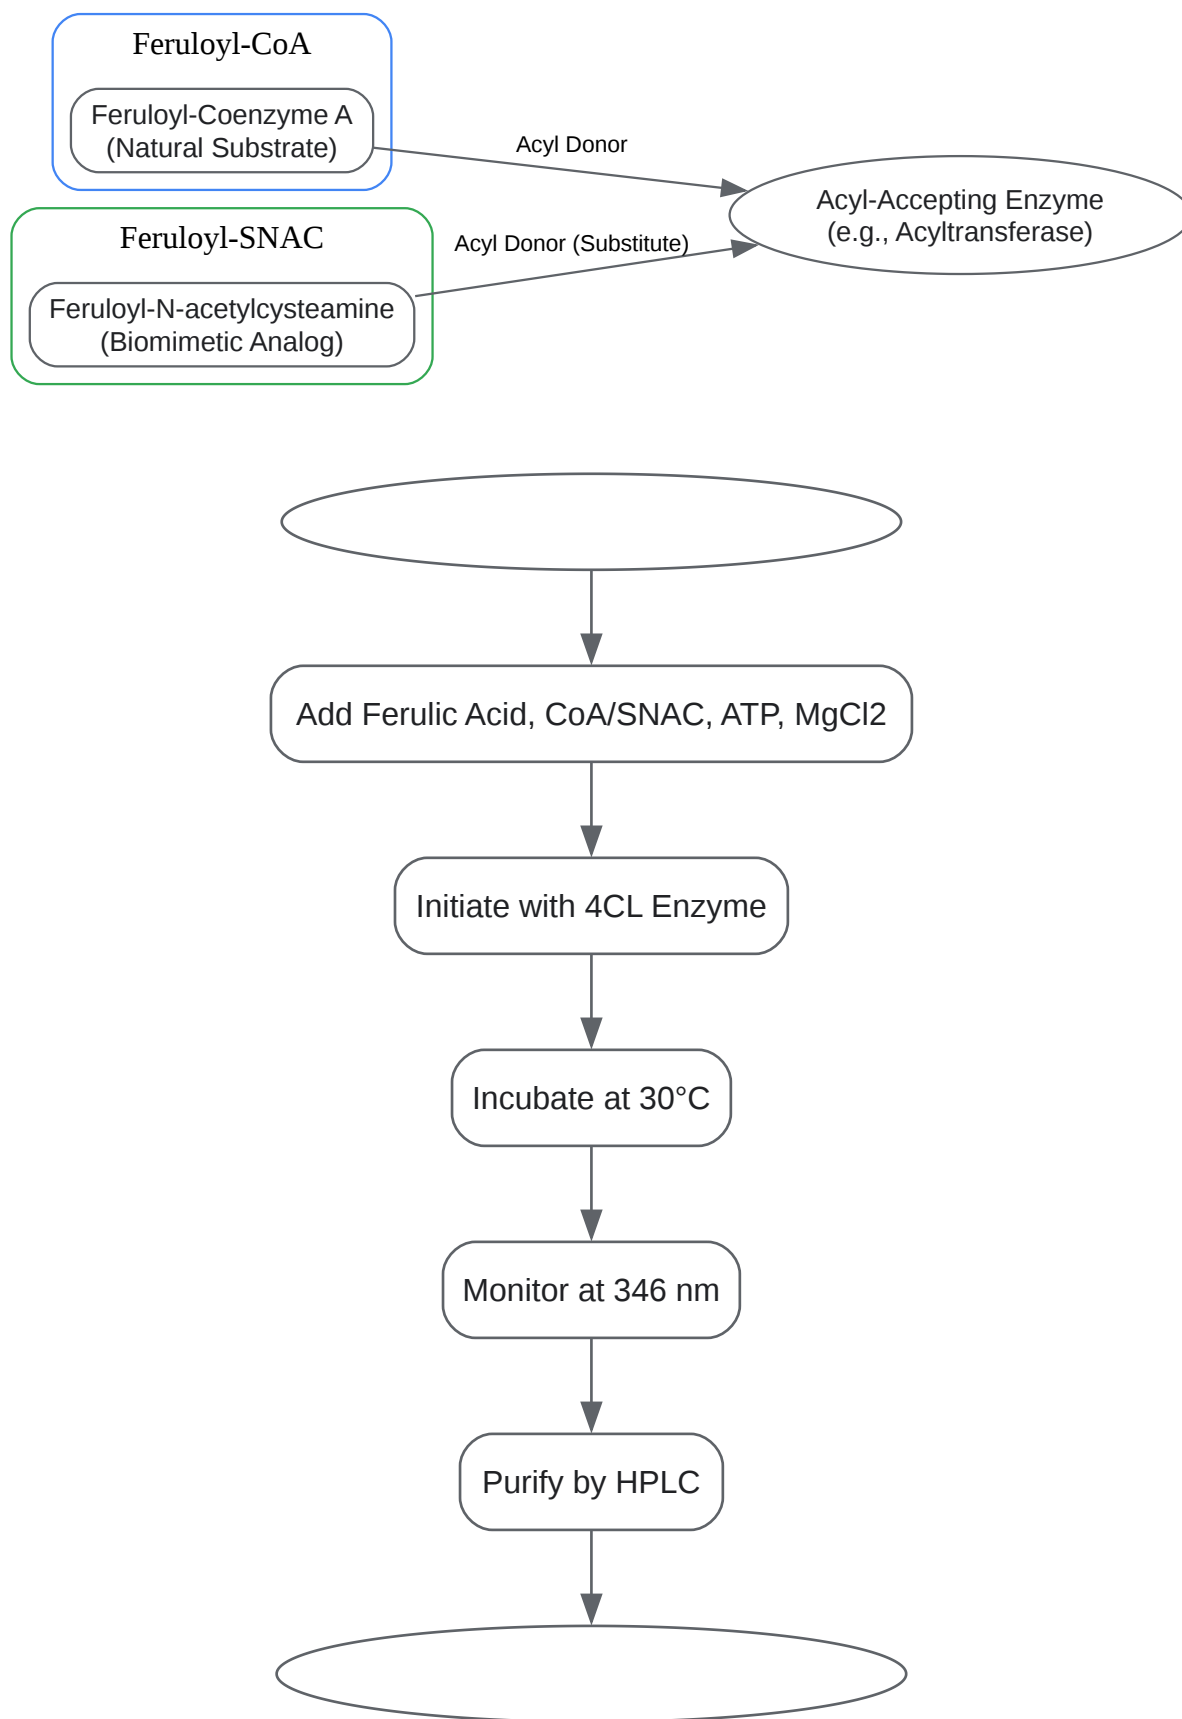 Feruloyl-CoA
Feruloyl-Coenzyme A
(Natural Substrate)
Acyl Donor
Acyl-Accepting Enzyme
(e.g., Acyltransferase)
Feruloyl-SNAC
Acyl Donor (Substitute)
Feruloyl-N-acetylcysteamine
(Biomimetic Analog)
Add Ferulic Acid, CoA/SNAC, ATP, MgCl2
Initiate with 4CL Enzyme
Incubate at 30°C
Monitor at 346 nm
Purify by HPLC